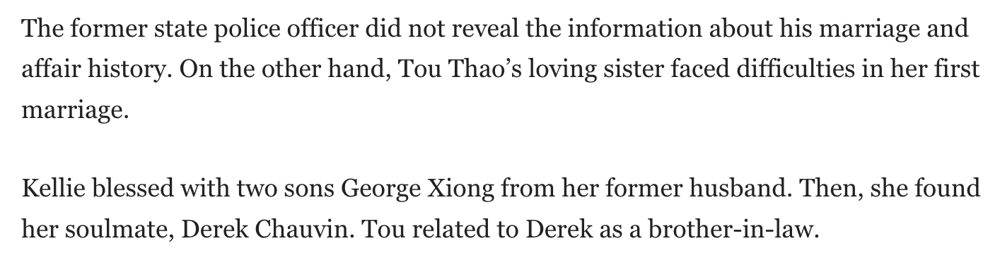 The former state police officer did not reveal the information about his marriage and
affair history. On the other hand, Tou Thao’s loving sister faced difficulties in her first
marriage.
Kellie blessed with two sons George Xiong from her former husband. Then, she found
her soulmate, Derek Chauvin. Tou related to Derek as a brother-in-law.